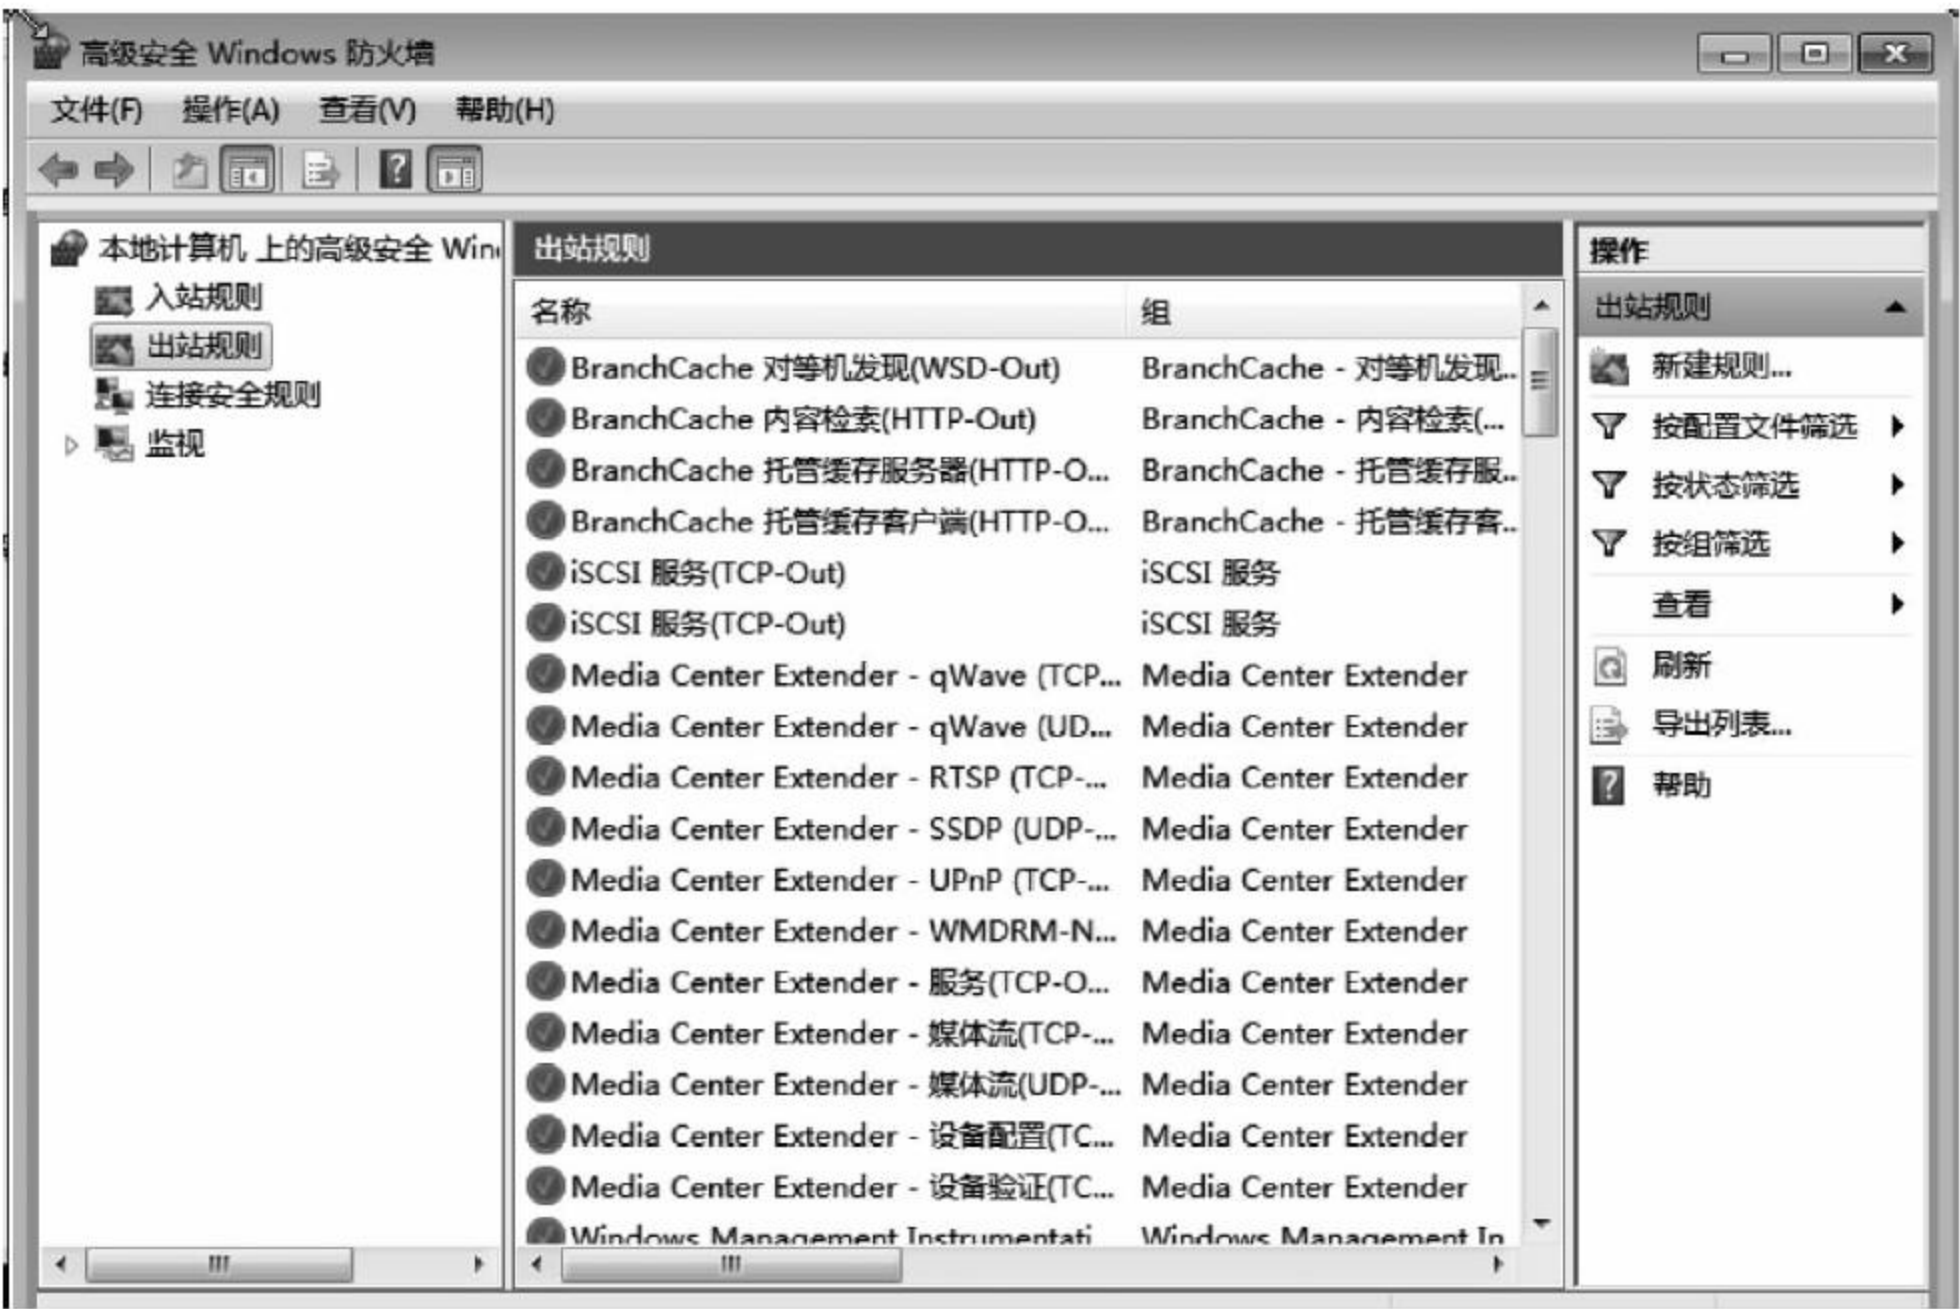 高级安全 Windows 防火墙
文件(F) 操作(A) 查看(V) 帮助(H)
本地计算机 上的高级安全 Win
入站规则
出站规则
连接安全规则
监视
出站规则
名称 组
BranchCache 对等机发现(WSD-Out) BranchCache - 对等机发现...
BranchCache 内容检索(HTTP-Out) BranchCache - 内容检索(...
BranchCache 托管缓存服务器(HTTP-O... BranchCache - 托管缓存服...
BranchCache 托管缓存客户端(HTTP-O... BranchCache - 托管缓存客...
iSCSI 服务(TCP-Out) iSCSI 服务
iSCSI 服务(TCP-Out) iSCSI 服务
Media Center Extender - qWave (TCP... Media Center Extender
Media Center Extender - qWave (UD... Media Center Extender
Media Center Extender - RTSP (TCP-... Media Center Extender
Media Center Extender - SSDP (UDP-... Media Center Extender
Media Center Extender - UPnP (TCP-... Media Center Extender
Media Center Extender - WMDRM-N... Media Center Extender
Media Center Extender - 服务(TCP-O... Media Center Extender
Media Center Extender - 媒体流(TCP-... Media Center Extender
Media Center Extender - 媒体流(UDP-... Media Center Extender
Media Center Extender - 设备配置(TC... Media Center Extender
Media Center Extender - 设备验证(TC... Media Center Extender
Windows Management Instrumentati Windows Management In
操作
出站规则
新建规则...
按配置文件筛选
按状态筛选
按组筛选
查看
刷新
导出列表...
帮助